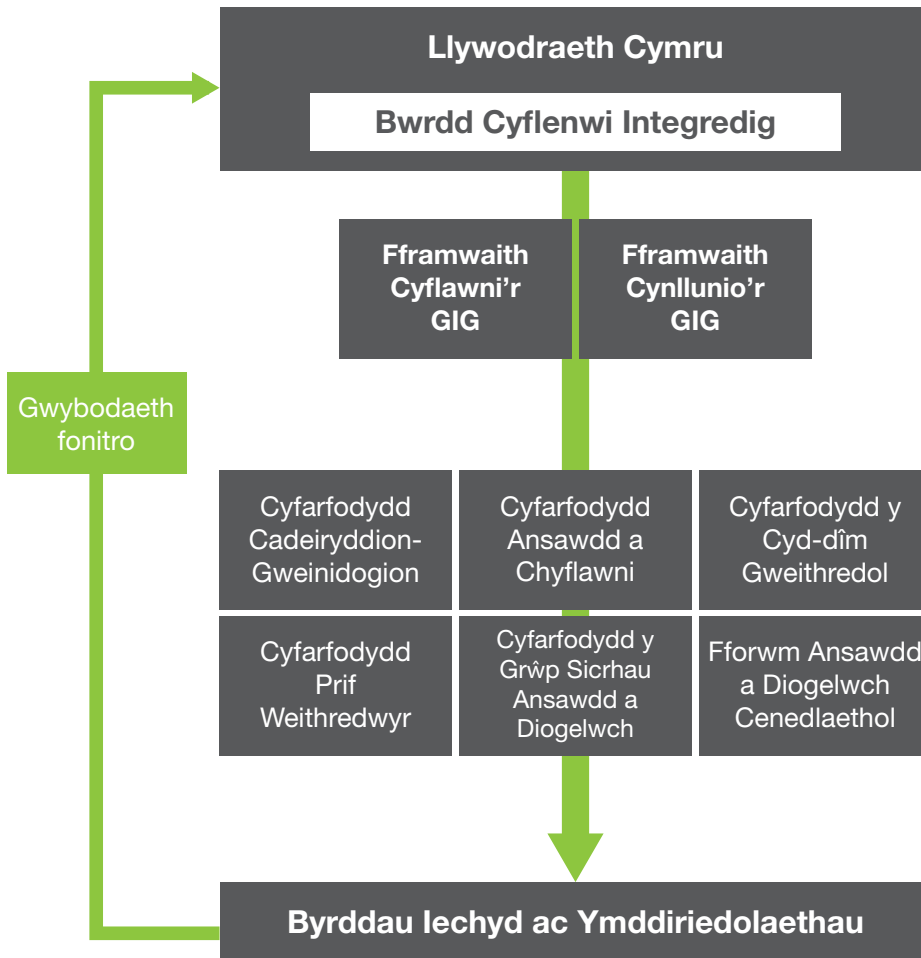 Llywodraeth Cymru
Bwrdd Cyflenwi Integredig
Fframwaith
Cyflawni’r
GIG
Fframwaith
Cynllunio’r
GIG
Gwybodaeth
fonitro
Cyfarfodydd
Cadeiryddion-
Gweinidogion
Cyfarfodydd
Ansawdd a
Chyflawni
Cyfarfodydd y
Cyd-dîm
Gweithredol
Cyfarfodydd
Prif
Weithredwyr
Cyfarfodydd y
Grŵp Sicrhau
Ansawdd a
Diogelwch
Fforwm Ansawdd
a Diogelwch
Cenedlaethol
Byrddau Iechyd ac Ymddiriedolaethau